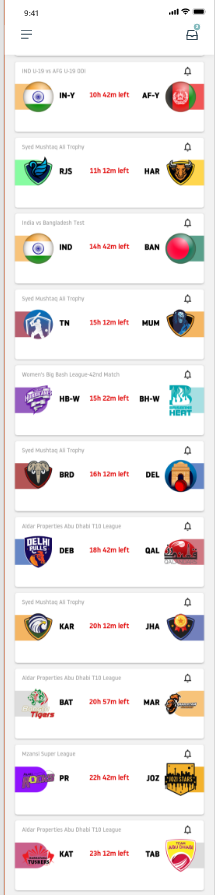 9:41
IND U-19 vs AFG U-19 ODI
IN-Y 10h 42m left AF-Y
Syed Mushtaq Ali Trophy
RJS 11h 12m left HAR
India vs Bangladesh Test
IND 14h 42m left BAN
Syed Mushtaq Ali Trophy
TN 15h 12m left MUM
Women's Big Bash League-42nd Match
HB-W 15h 22m left BH-W
HURRICANES
HEAT
Syed Mushtaq Ali Trophy
BRD 16h 12m left DEL
Aldar Properties Abu Dhabi T10 League
DELHI
BULLS
DEB 18h 42m left QAL
Syed Mushtaq Ali Trophy
KAR 20h 12m left JHA
Aldar Properties Abu Dhabi T10 League
BAT 20h 57m left MAR
Tigers
Mzansi Super League
PR 22h 42m left JOZ
JOZI STARS
Aldar Properties Abu Dhabi T10 League
KAT 23h 12m left TAB
TUSKERS
ABU DHABI